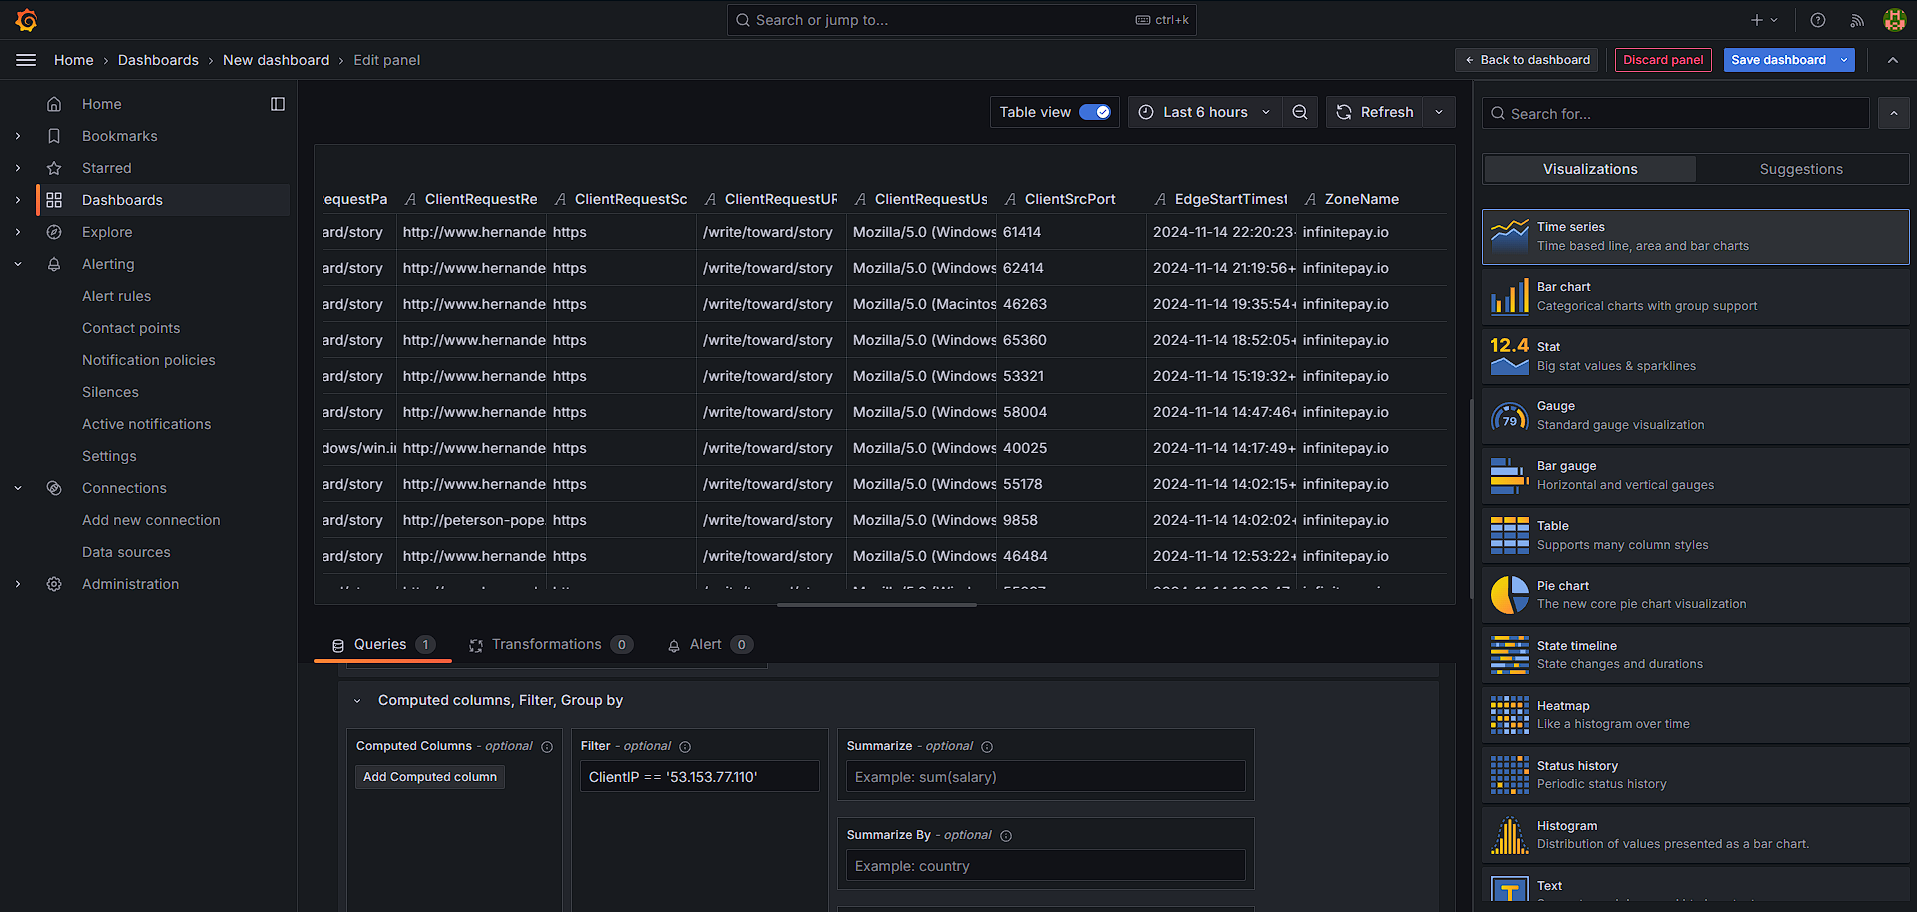 Search or jump to... ctrl+k
Home › Dashboards › New dashboard › Edit panel
Back to dashboard
Discard panel
Save dashboard
Home
Bookmarks
Starred
Dashboards
Explore
Alerting
Alert rules
Contact points
Notification policies
Silences
Active notifications
Settings
Connections
Add new connection
Data sources
Administration
Table view
Last 6 hours
Refresh
equestPa A ClientRequestRe A ClientRequestSc A ClientRequestUR A ClientRequestUs A ClientSrcPort A EdgeStartTimest A ZoneName
ard/story http://www.hernande https /write/toward/story Mozilla/5.0 (Windows 61414 2024-11-14 22:20:23- infinitepay.io
ard/story http://www.hernande https /write/toward/story Mozilla/5.0 (Windows 62414 2024-11-14 21:19:56+ infinitepay.io
ard/story http://www.hernande https /write/toward/story Mozilla/5.0 (Macintos 46263 2024-11-14 19:35:54+ infinitepay.io
ard/story http://www.hernande https /write/toward/story Mozilla/5.0 (Windows 65360 2024-11-14 18:52:05+ infinitepay.io
ard/story http://www.hernande https /write/toward/story Mozilla/5.0 (Windows 53321 2024-11-14 15:19:32+ infinitepay.io
ard/story http://www.hernande https /write/toward/story Mozilla/5.0 (Windows 58004 2024-11-14 14:47:46+ infinitepay.io
dows/win.ii http://www.hernande https /write/toward/story Mozilla/5.0 (Windows 40025 2024-11-14 14:17:49+ infinitepay.io
ard/story http://www.hernande https /write/toward/story Mozilla/5.0 (Windows 55178 2024-11-14 14:02:15+ infinitepay.io
ard/story http://peterson-pope. https /write/toward/story Mozilla/5.0 (Windows 9858 2024-11-14 14:02:02+ infinitepay.io
ard/story http://www.hernande https /write/toward/story Mozilla/5.0 (Windows 46484 2024-11-14 12:53:22+ infinitepay.io
Queries 1
Transformations 0
Alert 0
Computed columns, Filter, Group by
Computed Columns - optional
Add Computed column
Filter - optional
ClientIP == '53.153.77.110'
Summarize - optional
Example: sum(salary)
Summarize By - optional
Example: country
Search for...
Visualizations
Suggestions
Time series
Time based line, area and bar charts
Bar chart
Categorical charts with group support
12.4
Stat
Big stat values & sparklines
79
Gauge
Standard gauge visualization
Bar gauge
Horizontal and vertical gauges
Table
Supports many column styles
Pie chart
The new core pie chart visualization
State timeline
State changes and durations
Heatmap
Like a histogram over time
Status history
Periodic status history
Histogram
Distribution of values presented as a bar chart.
T
Text